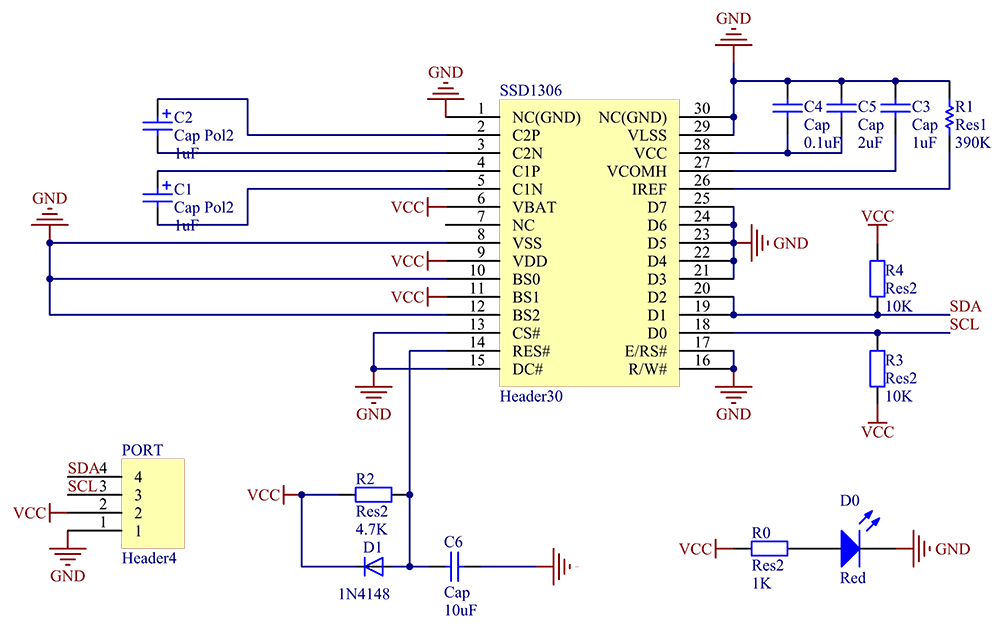 GND
GND
SSD1306
1
NC(GND)
NC(GND)
30
2
C2P
VLSS
29
3
C2N
VCC
28
4
C1P
VCOMH
27
5
C1N
IREF
26
VCC
6
VBAT
D7
25
7
NC
D6
24
8
VSS
D5
23
VCC
9
VDD
D4
22
10
BS0
D3
21
VCC
11
BS1
D2
20
12
BS2
D1
19
13
CS#
D0
18
14
RES#
E/RS#
17
15
DC#
R/W#
16
Header30
C2
Cap Pol2
1uF
C1
Cap Pol2
1uF
GND
C4
Cap
0.1uF
C5
Cap
2uF
C3
Cap
1uF
R1
Res1
390K
GND
VCC
R4
Res2
10K
SDA
SCL
R3
Res2
10K
VCC
GND
GND
PORT
SDA
4
4
SCL
3
3
VCC
2
2
1
1
GND
Header4
VCC
R2
Res2
4.7K
D1
1N4148
C6
Cap
10uF
VCC
R0
Res2
1K
D0
Red
GND